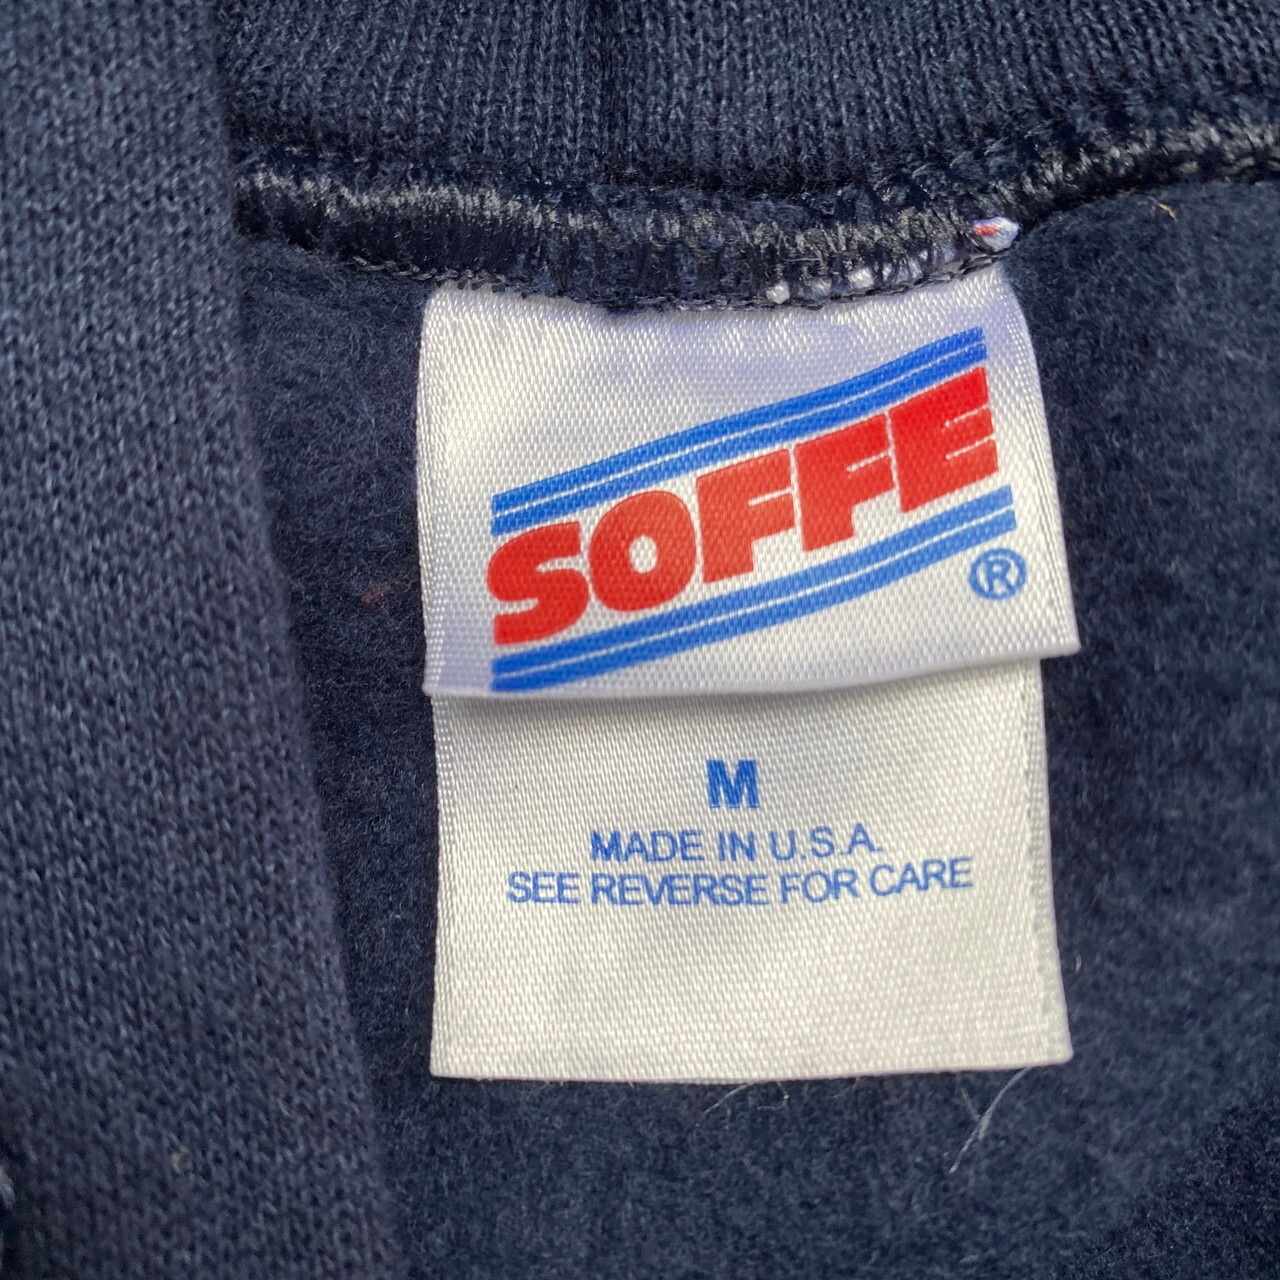 SOFFE
®
M
MADE IN U.S.A.
SEE REVERSE FOR CARE